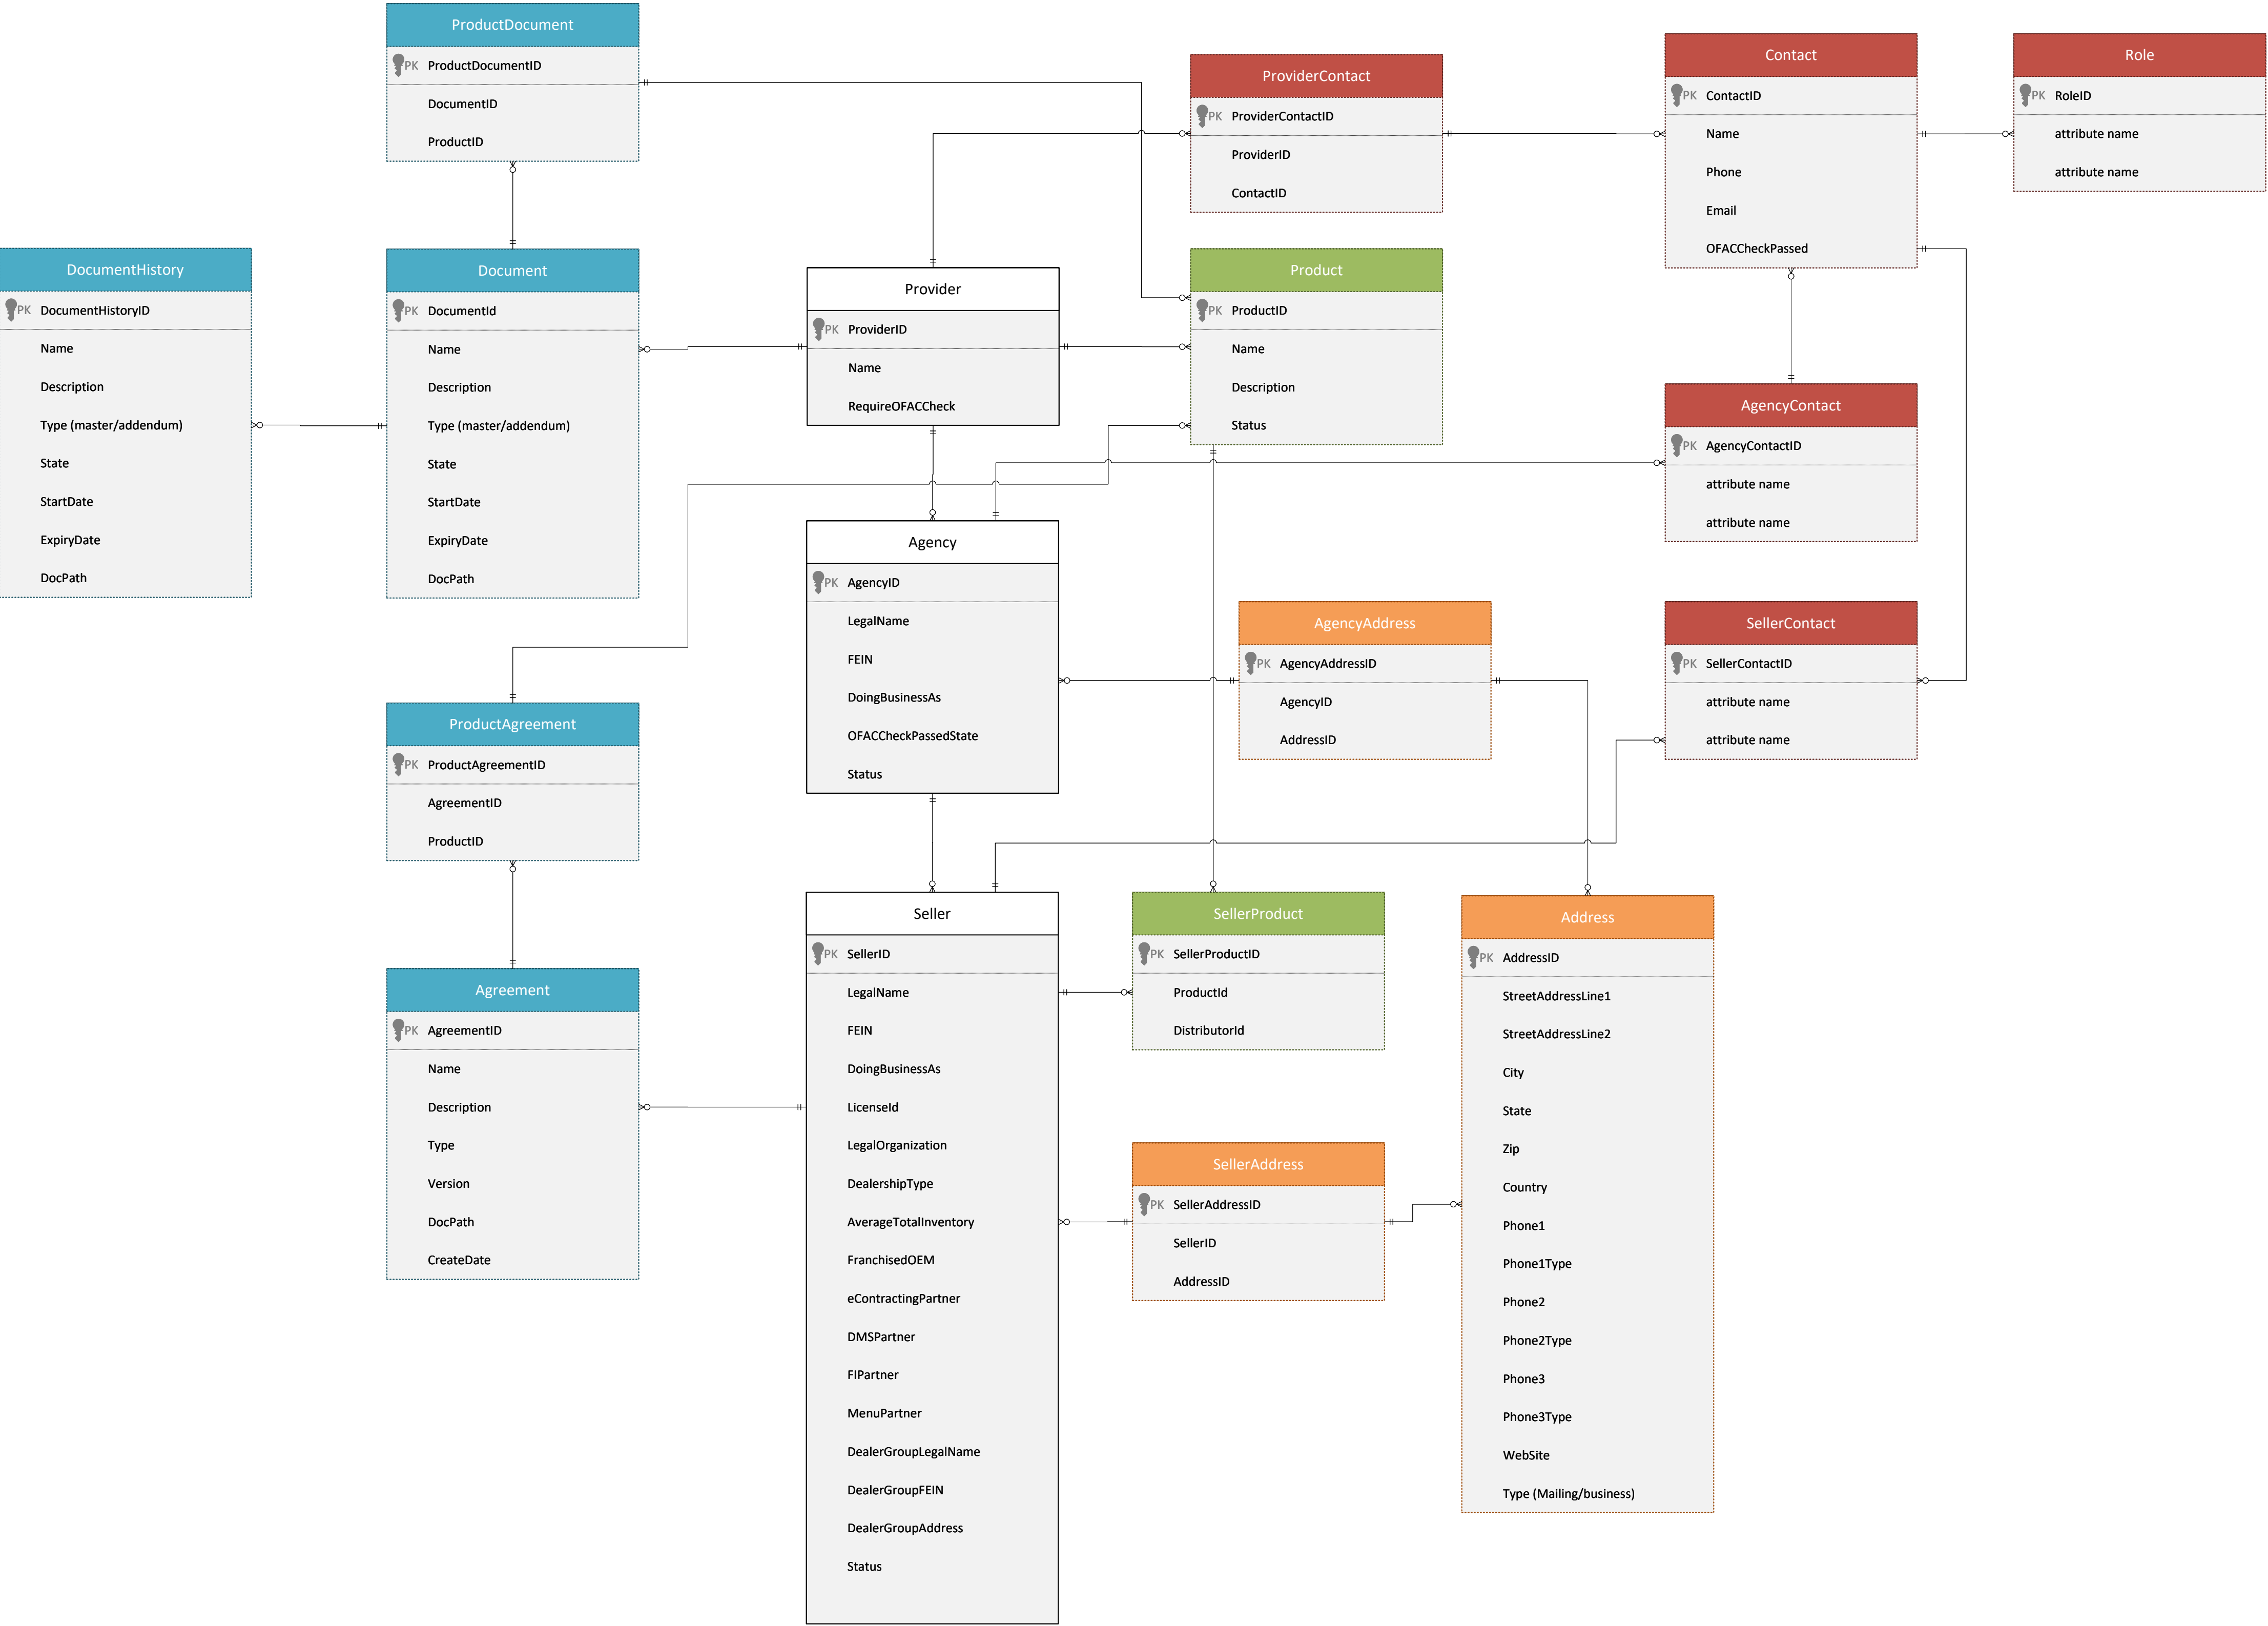 ProductDocument
PK ProductDocumentID
DocumentID
ProductID
ProviderContact
PK ProviderContactID
ProviderID
ContactID
Contact
PK ContactID
Name
Phone
Email
OFACCheckPassed
Role
PK RoleID
attribute name
attribute name
DocumentHistory
PK DocumentHistoryID
Name
Description
Type (master/addendum)
State
StartDate
ExpiryDate
DocPath
Document
PK DocumentId
Name
Description
Type (master/addendum)
State
StartDate
ExpiryDate
DocPath
Provider
PK ProviderID
Name
RequireOFACCheck
Product
PK ProductID
Name
Description
Status
AgencyContact
PK AgencyContactID
attribute name
attribute name
Agency
PK AgencyID
LegalName
FEIN
DoingBusinessAs
OFACCheckPassedState
Status
AgencyAddress
PK AgencyAddressID
AgencyID
AddressID
SellerContact
PK SellerContactID
attribute name
attribute name
ProductAgreement
PK ProductAgreementID
AgreementID
ProductID
Agreement
PK AgreementID
Name
Description
Type
Version
DocPath
CreateDate
Seller
PK SellerID
LegalName
FEIN
DoingBusinessAs
LicenseId
LegalOrganization
DealershipType
AverageTotalInventory
FranchisedOEM
eContractingPartner
DMSPartner
FIPartner
MenuPartner
DealerGroupLegalName
DealerGroupFEIN
DealerGroupAddress
Status
SellerProduct
PK SellerProductID
ProductId
DistributorId
SellerAddress
PK SellerAddressID
SellerID
AddressID
Address
PK AddressID
StreetAddressLine1
StreetAddressLine2
City
State
Zip
Country
Phone1
Phone1Type
Phone2
Phone2Type
Phone3
Phone3Type
WebSite
Type (Mailing/business)